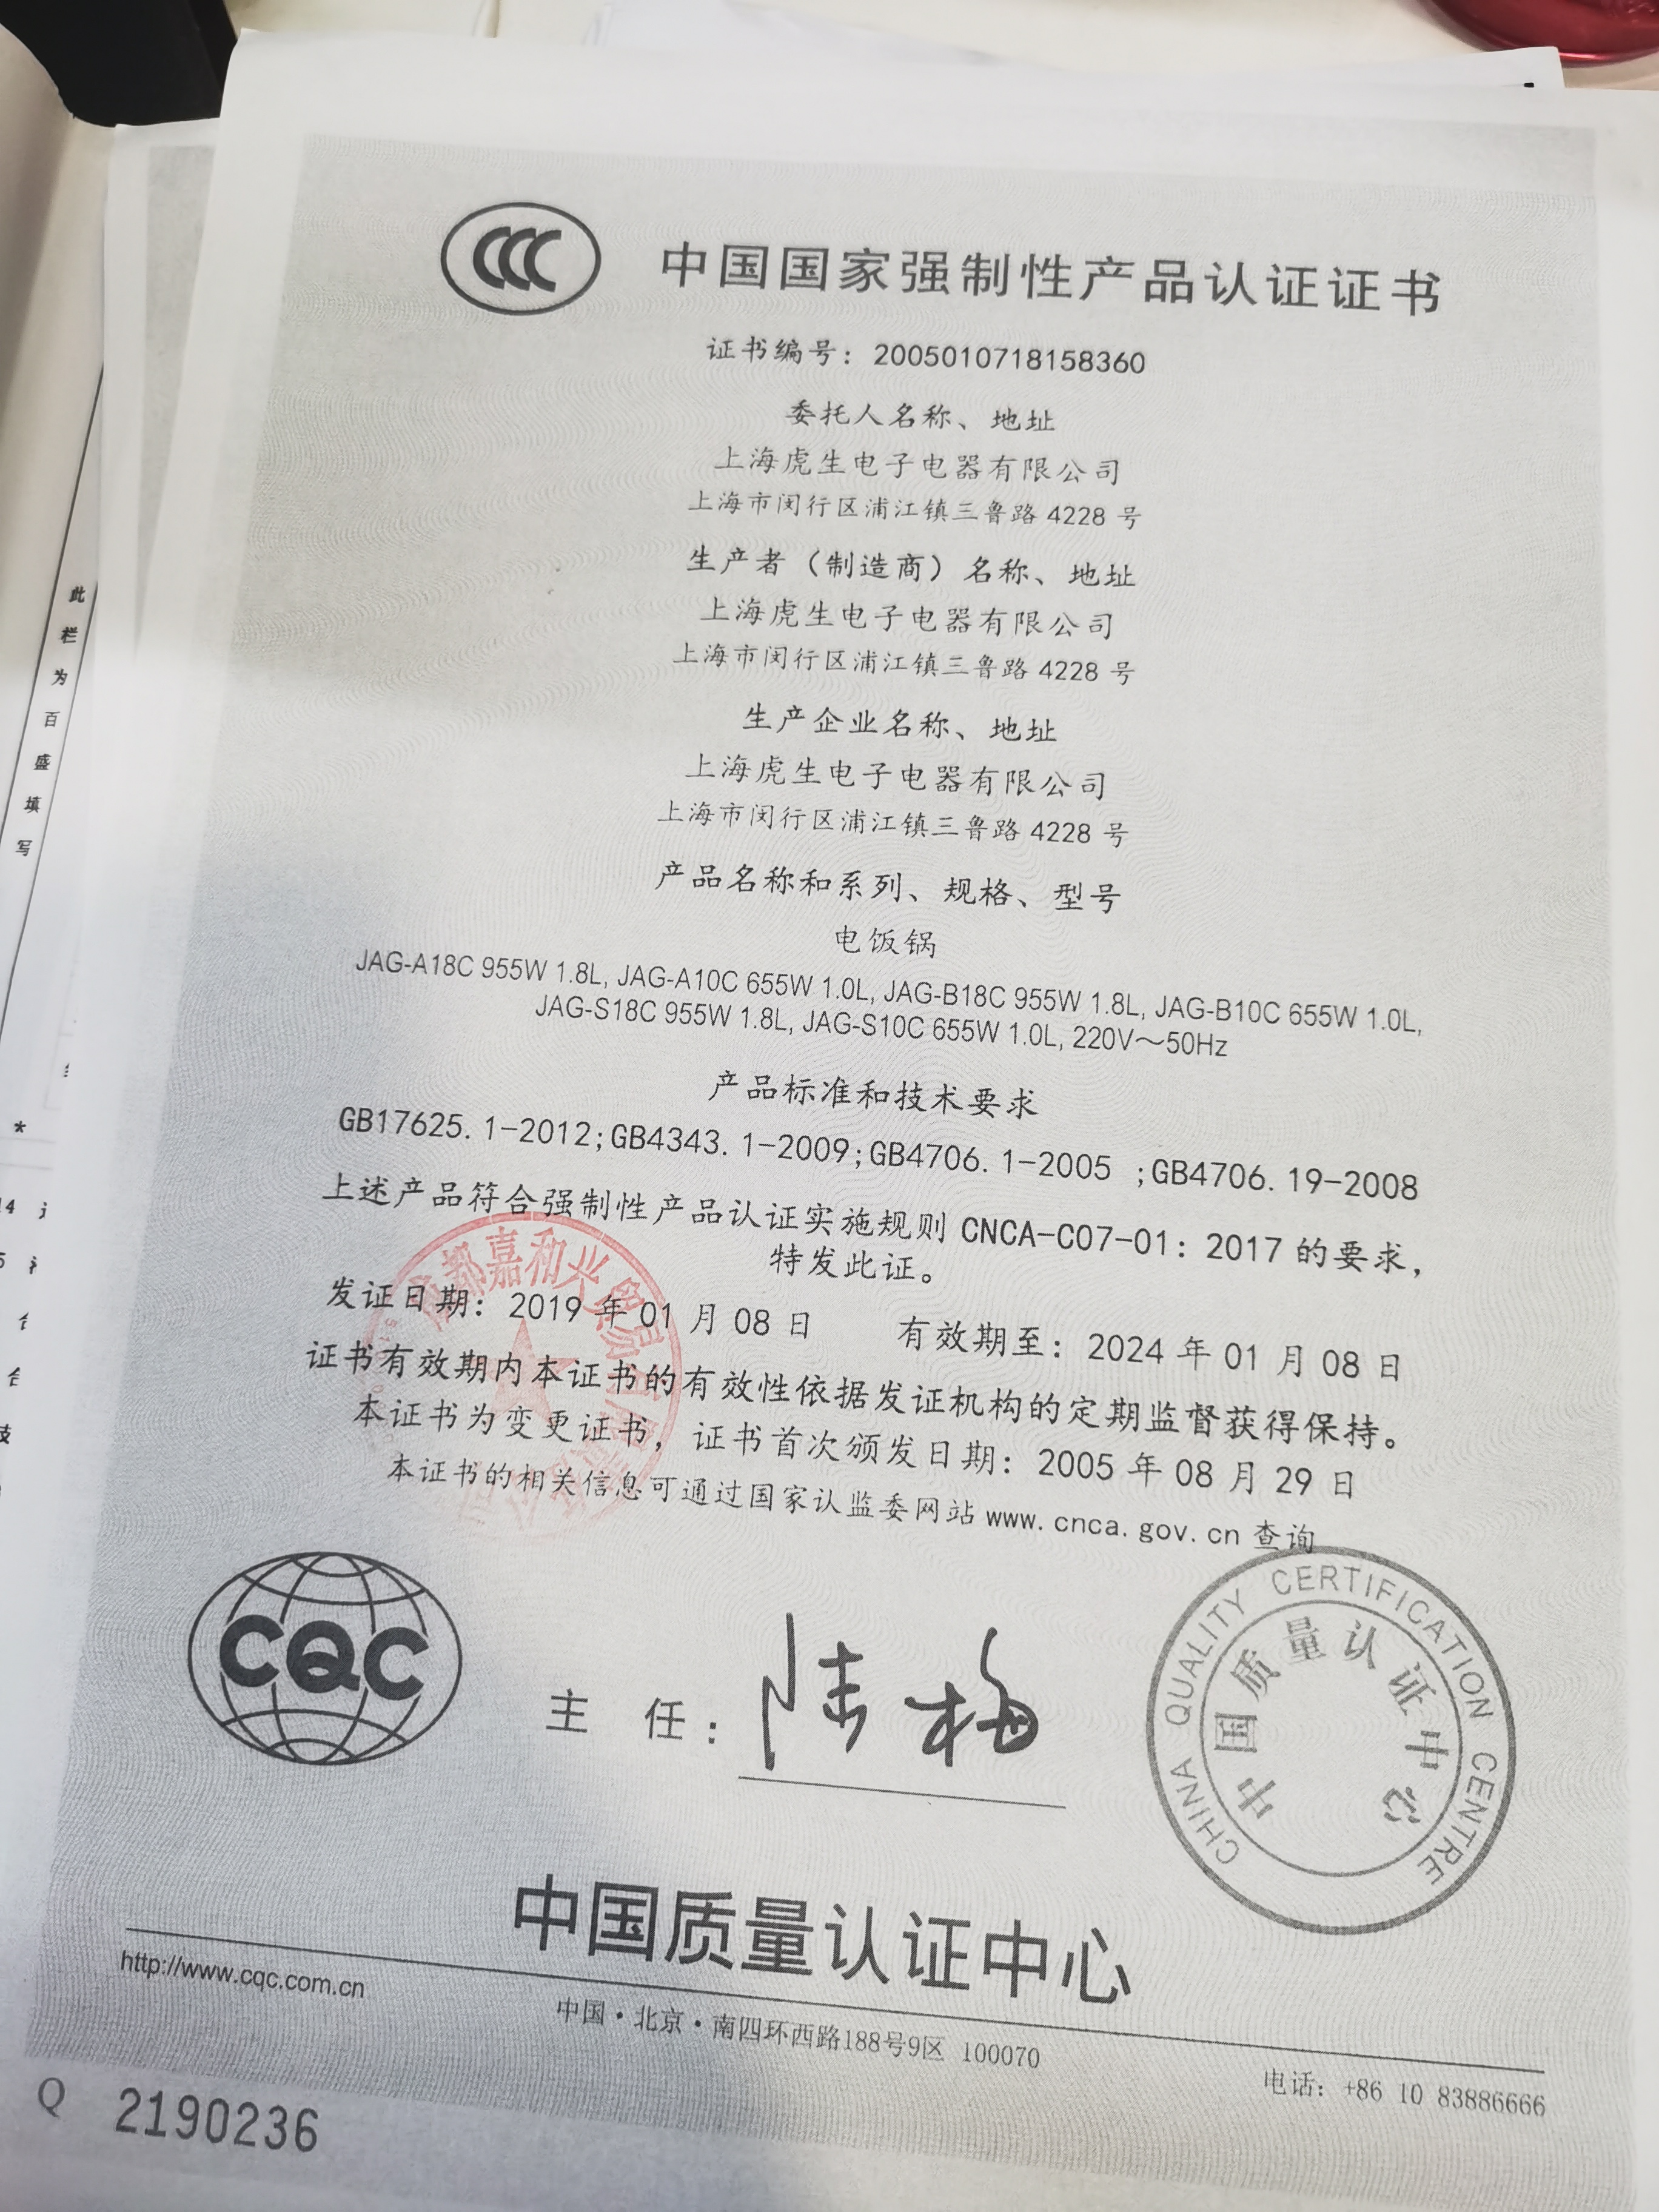 CCC
中国国家强制性产品认证证书
证书编号：2005010718158360
委托人名称、地址
上海虎生电子电器有限公司
上海市闵行区浦江镇三鲁路 4228 号
生产者（制造商）名称、地址
上海虎生电子电器有限公司
上海市闵行区浦江镇三鲁路 4228 号
生产企业名称、地址
上海虎生电子电器有限公司
上海市闵行区浦江镇三鲁路 4228 号
产品名称和系列、规格、型号
电饭锅
JAG-A18C 955W 1.8L, JAG-A10C 655W 1.0L, JAG-B18C 955W 1.8L, JAG-B10C 655W 1.0L,
JAG-S18C 955W 1.8L, JAG-S10C 655W 1.0L, 220V～50Hz
产品标准和技术要求
GB17625.1-2012;GB4343.1-2009;GB4706.1-2005 ;GB4706.19-2008
上述产品符合强制性产品认证实施规则 CNCA-C07-01：2017 的要求，
特发此证。
发证日期：2019 年 01 月 08 日 有效期至：2024 年 01 月 08 日
证书有效期内本证书的有效性依据发证机构的定期监督获得保持。
本证书为变更证书，证书首次颁发日期：2005 年 08 月 29 日
本证书的相关信息可通过国家认监委网站 www.cnca.gov.cn 查询
CQC
主 任：陆梅
CHINA QUALITY CERTIFICATION CENTRE
中国质量认证中心
中国质量认证中心
http://www.cqc.com.cn
中国·北京·南四环西路188号9区 100070
电话：+86 10 83886666
Q 2190236
此栏为百盛填写